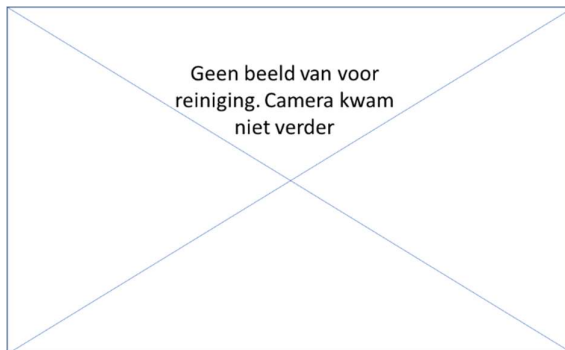 Geen beeld van voor
reiniging. Camera kwam
niet verder